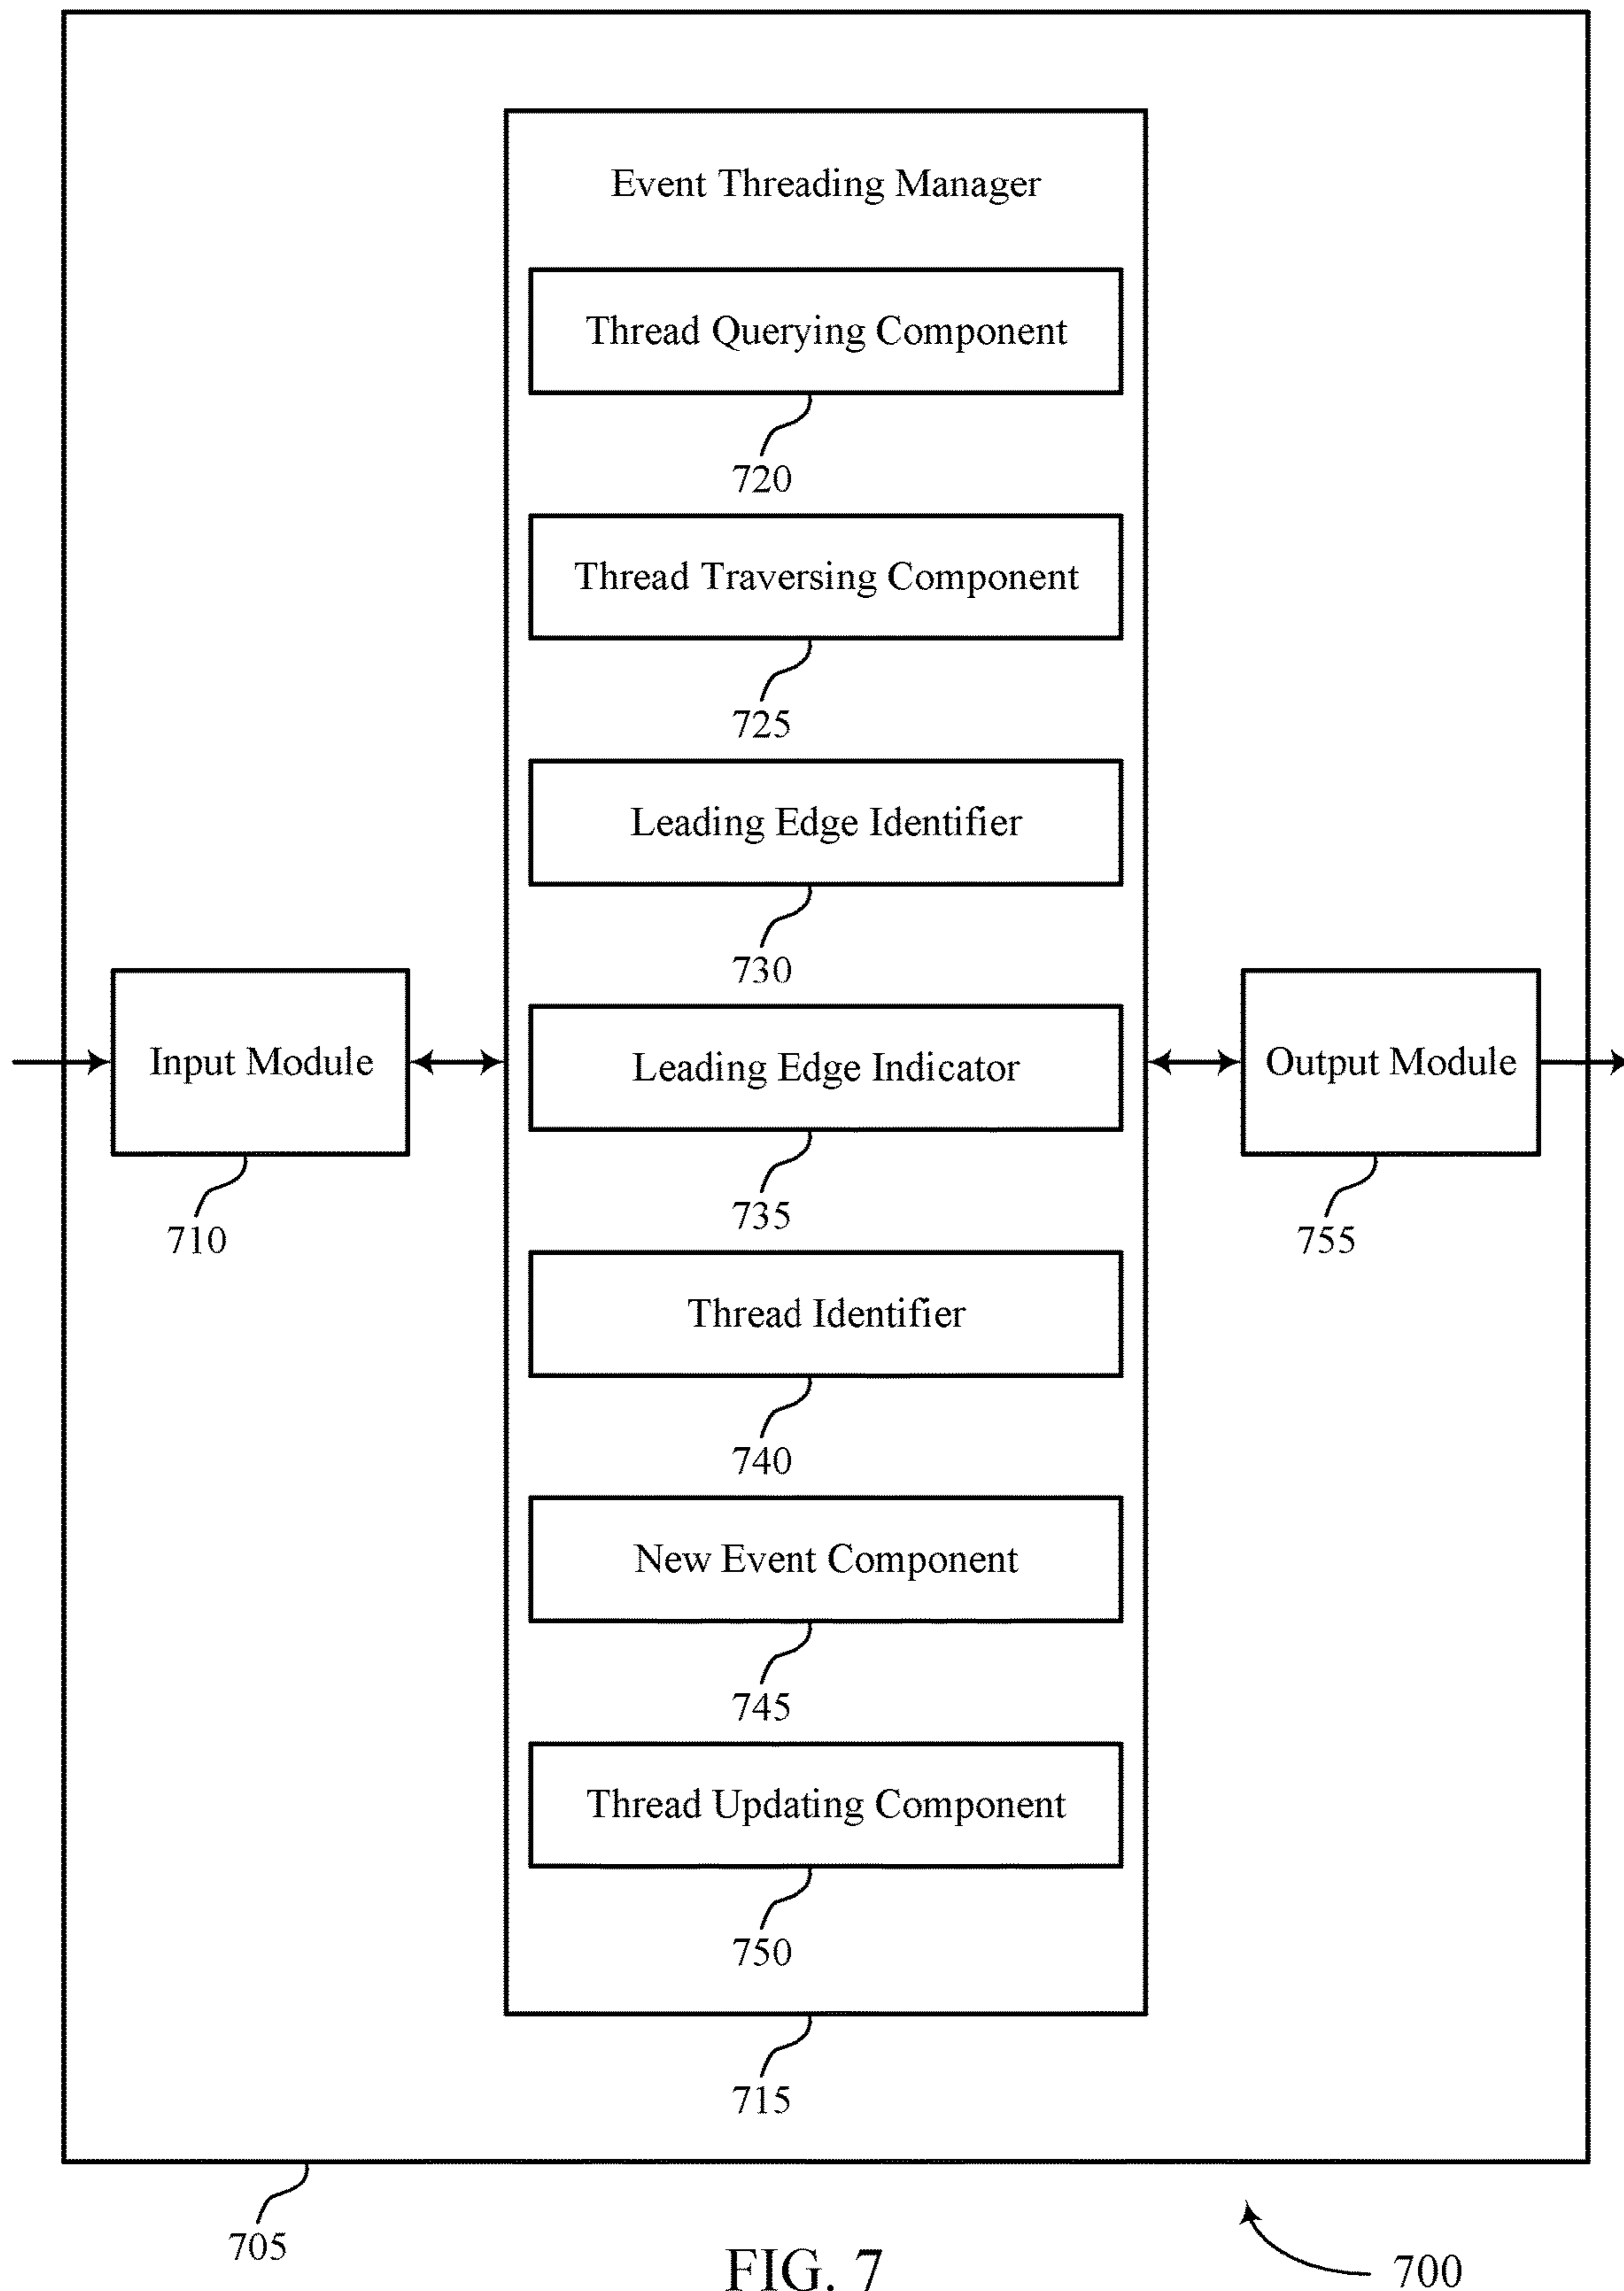 Event Threading Manager
Thread Querying Component
720
Thread Traversing Component
725
Leading Edge Identifier
730
Input Module
710
Leading Edge Indicator
735
Output Module
755
Thread Identifier
740
New Event Component
745
Thread Updating Component
750
715
705
FIG. 7
700